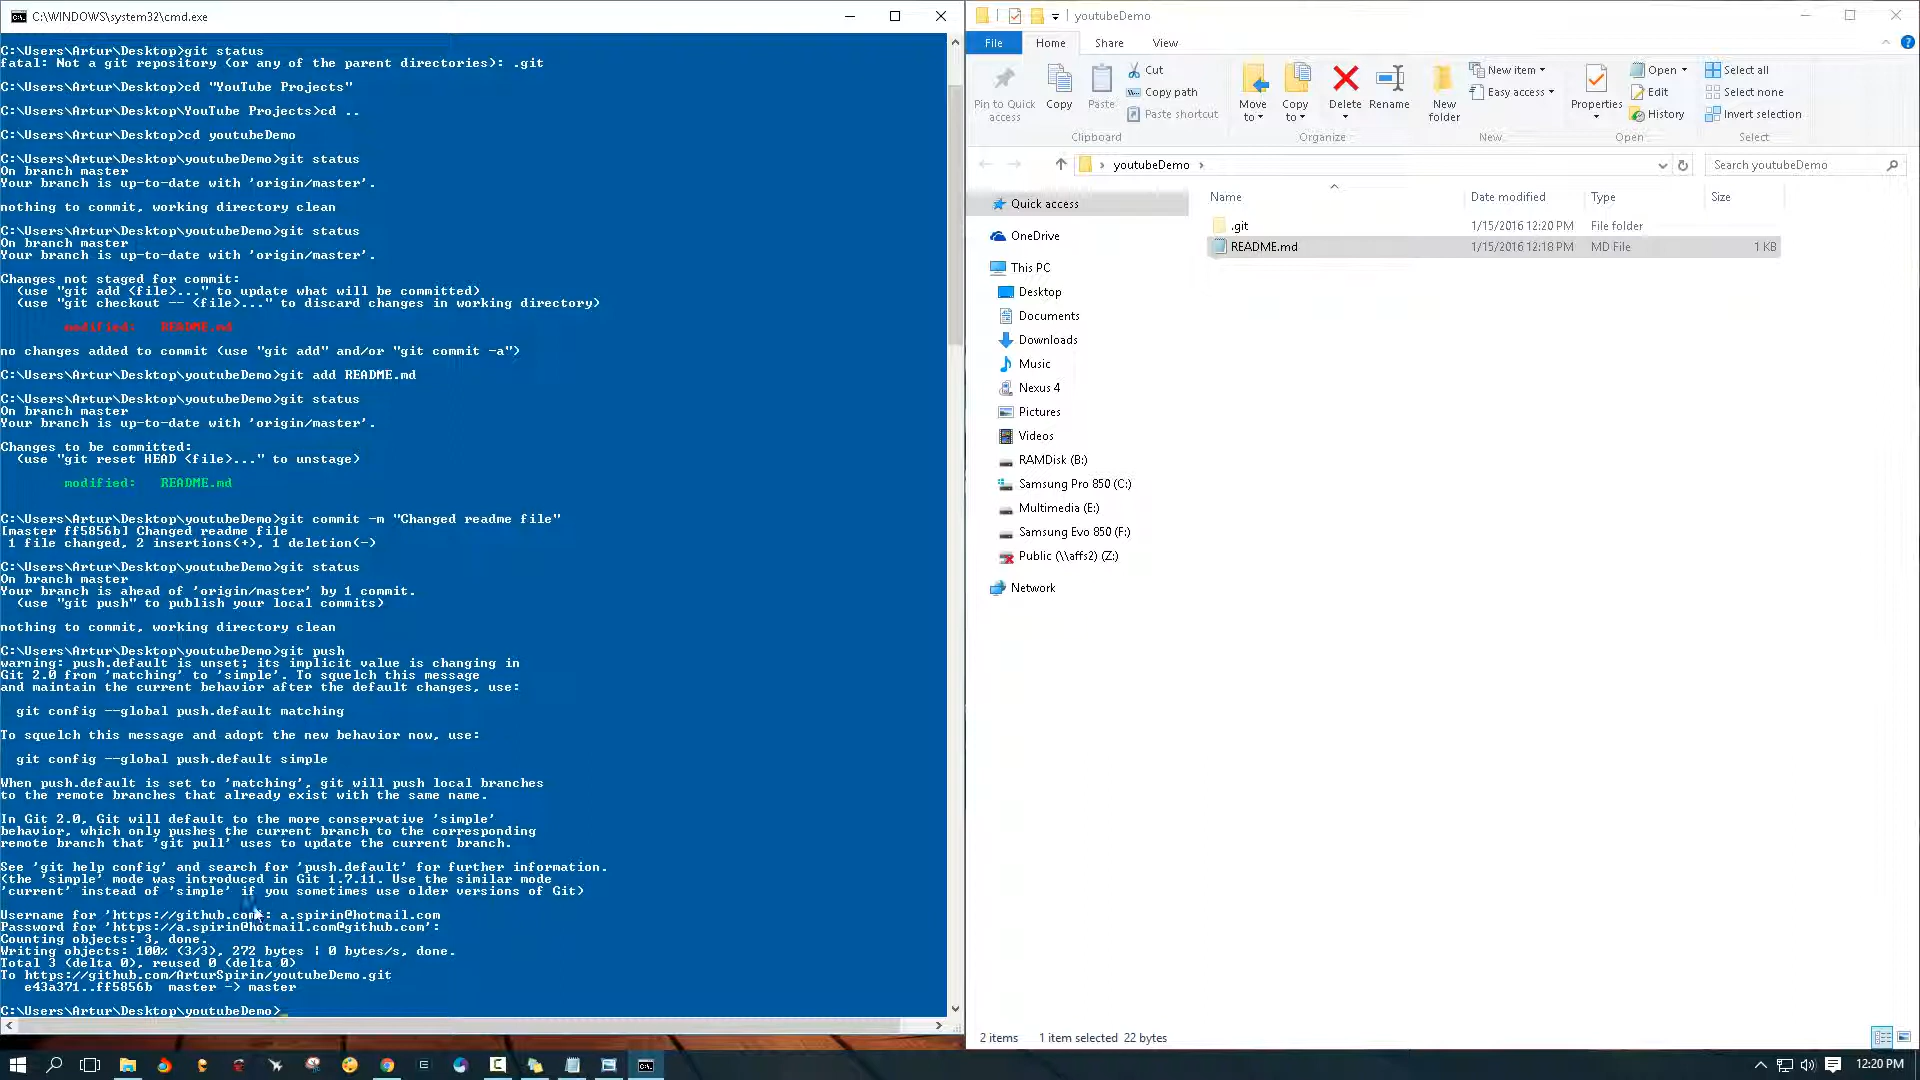 C:\WINDOWS\system32\cmd.exe
C:\Users\Artur\Desktop>git status
fatal: Not a git repository (or any of the parent directories): .git
C:\Users\Artur\Desktop>cd "YouTube Projects"
C:\Users\Artur\Desktop\YouTube Projects>cd ..
C:\Users\Artur\Desktop>cd youtubeDemo
C:\Users\Artur\Desktop\youtubeDemo>git status
On branch master
Your branch is up-to-date with 'origin/master'.
nothing to commit, working directory clean
C:\Users\Artur\Desktop\youtubeDemo>git status
On branch master
Your branch is up-to-date with 'origin/master'.
Changes not staged for commit:
(use "git add <file>..." to update what will be committed)
(use "git checkout -- <file>..." to discard changes in working directory)
modified: README.md
no changes added to commit (use "git add" and/or "git commit -a")
C:\Users\Artur\Desktop\youtubeDemo>git add README.md
C:\Users\Artur\Desktop\youtubeDemo>git status
On branch master
Your branch is up-to-date with 'origin/master'.
Changes to be committed:
(use "git reset HEAD <file>..." to unstage)
modified: README.md
C:\Users\Artur\Desktop\youtubeDemo>git commit -m "Changed readme file"
[master ff5856b] Changed readme file
1 file changed, 2 insertions(+), 1 deletion(-)
C:\Users\Artur\Desktop\youtubeDemo>git status
On branch master
Your branch is ahead of 'origin/master' by 1 commit.
(use "git push" to publish your local commits)
nothing to commit, working directory clean
C:\Users\Artur\Desktop\youtubeDemo>git push
warning: push.default is unset; its implicit value is changing in
Git 2.0 from 'matching' to 'simple'. To squelch this message
and maintain the current behavior after the default changes, use:
git config --global push.default matching
To squelch this message and adopt the new behavior now, use:
git config --global push.default simple
When push.default is set to 'matching', git will push local branches
to the remote branches that already exist with the same name.
In Git 2.0, Git will default to the more conservative 'simple'
behavior, which only pushes the current branch to the corresponding
remote branch that 'git pull' uses to update the current branch.
See 'git help config' and search for 'push.default' for further information.
(the 'simple' mode was introduced in Git 1.7.11. Use the similar mode
'current' instead of 'simple' if you sometimes use older versions of Git)
Username for 'https://github.com': a.spirin@hotmail.com
Password for 'https://a.spirin@hotmail.com@github.com':
Counting objects: 3, done.
Writing objects: 100% (3/3), 272 bytes | 0 bytes/s, done.
Total 3 (delta 0), reused 0 (delta 0)
To https://github.com/ArturSpirin/youtubeDemo.git
e43a371..ff5856b master -> master
C:\Users\Artur\Desktop\youtubeDemo>
youtubeDemo
File Home Share View
Pin to Quick access
Copy
Paste
Cut
Copy path
Paste shortcut
Clipboard
Move to
Copy to
Delete
Rename
Organize
New folder
New item
Easy access
New
Properties
Open
Edit
History
Open
Select all
Select none
Invert selection
Select
youtubeDemo
Search youtubeDemo
Name Date modified Type Size
.git 1/15/2016 12:20 PM File folder
README.md 1/15/2016 12:18 PM MD File 1 KB
Quick access
OneDrive
This PC
Desktop
Documents
Downloads
Music
Nexus 4
Pictures
Videos
RAMDisk (B:)
Samsung Pro 850 (C:)
Multimedia (E:)
Samsung Evo 850 (F:)
Public (\\affs2) (Z:)
Network
2 items 1 item selected 22 bytes
12:20 PM